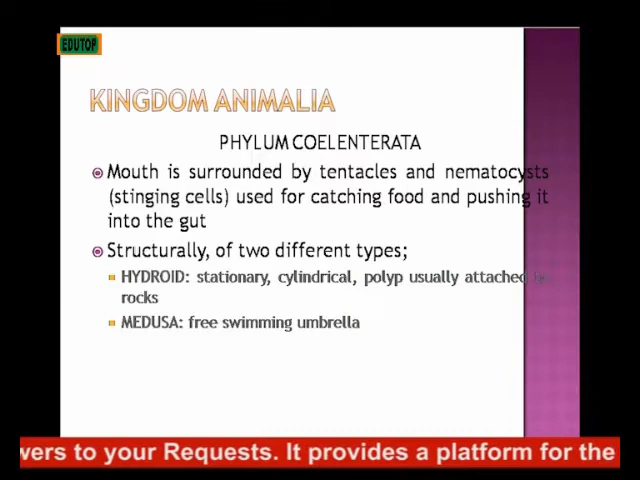 EDUTOP
KINGDOM ANIMALIA
PHYLUM COELENTERATA
Mouth is surrounded by tentacles and nematocysts
(stinging cells) used for catching food and pushing it
into the gut
Structurally, of two different types;
HYDROID: stationary, cylindrical, polyp usually attached
rocks
MEDUSA: free swimming umbrella
wers to your Requests. It provides a platform for the